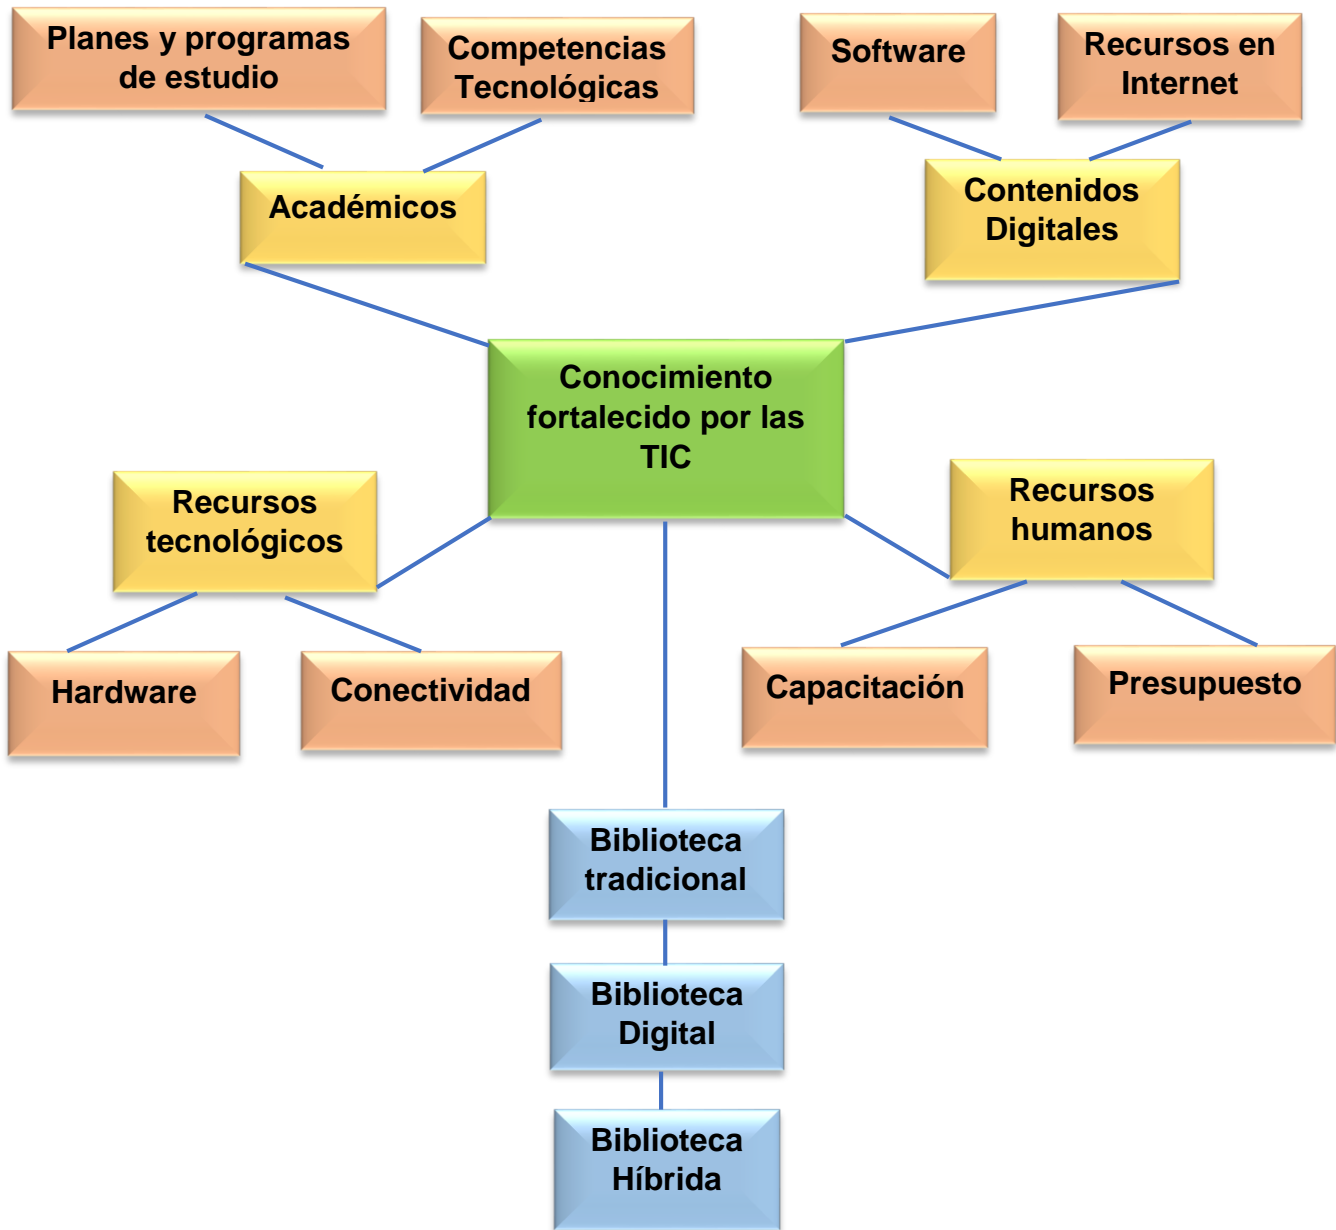 Planes y programas
de estudio
Competencias
Tecnológicas
Software
Recursos en
Internet
Académicos
Contenidos
Digitales
Conocimiento
fortalecido por las
TIC
Recursos
tecnológicos
Recursos
humanos
Hardware
Conectividad
Capacitación
Presupuesto
Biblioteca
tradicional
Biblioteca
Digital
Biblioteca
Híbrida